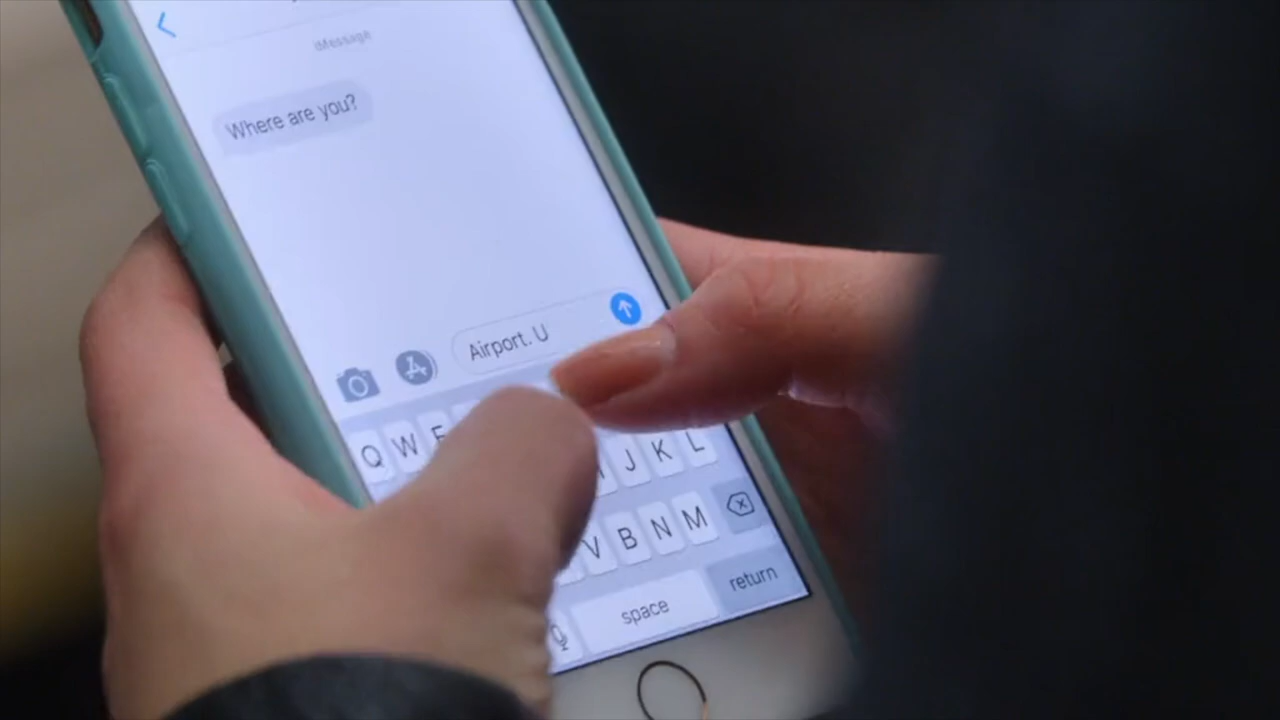 iMessage
Where are you?
Airport. U
Q W E
J K L
V B N M
space return